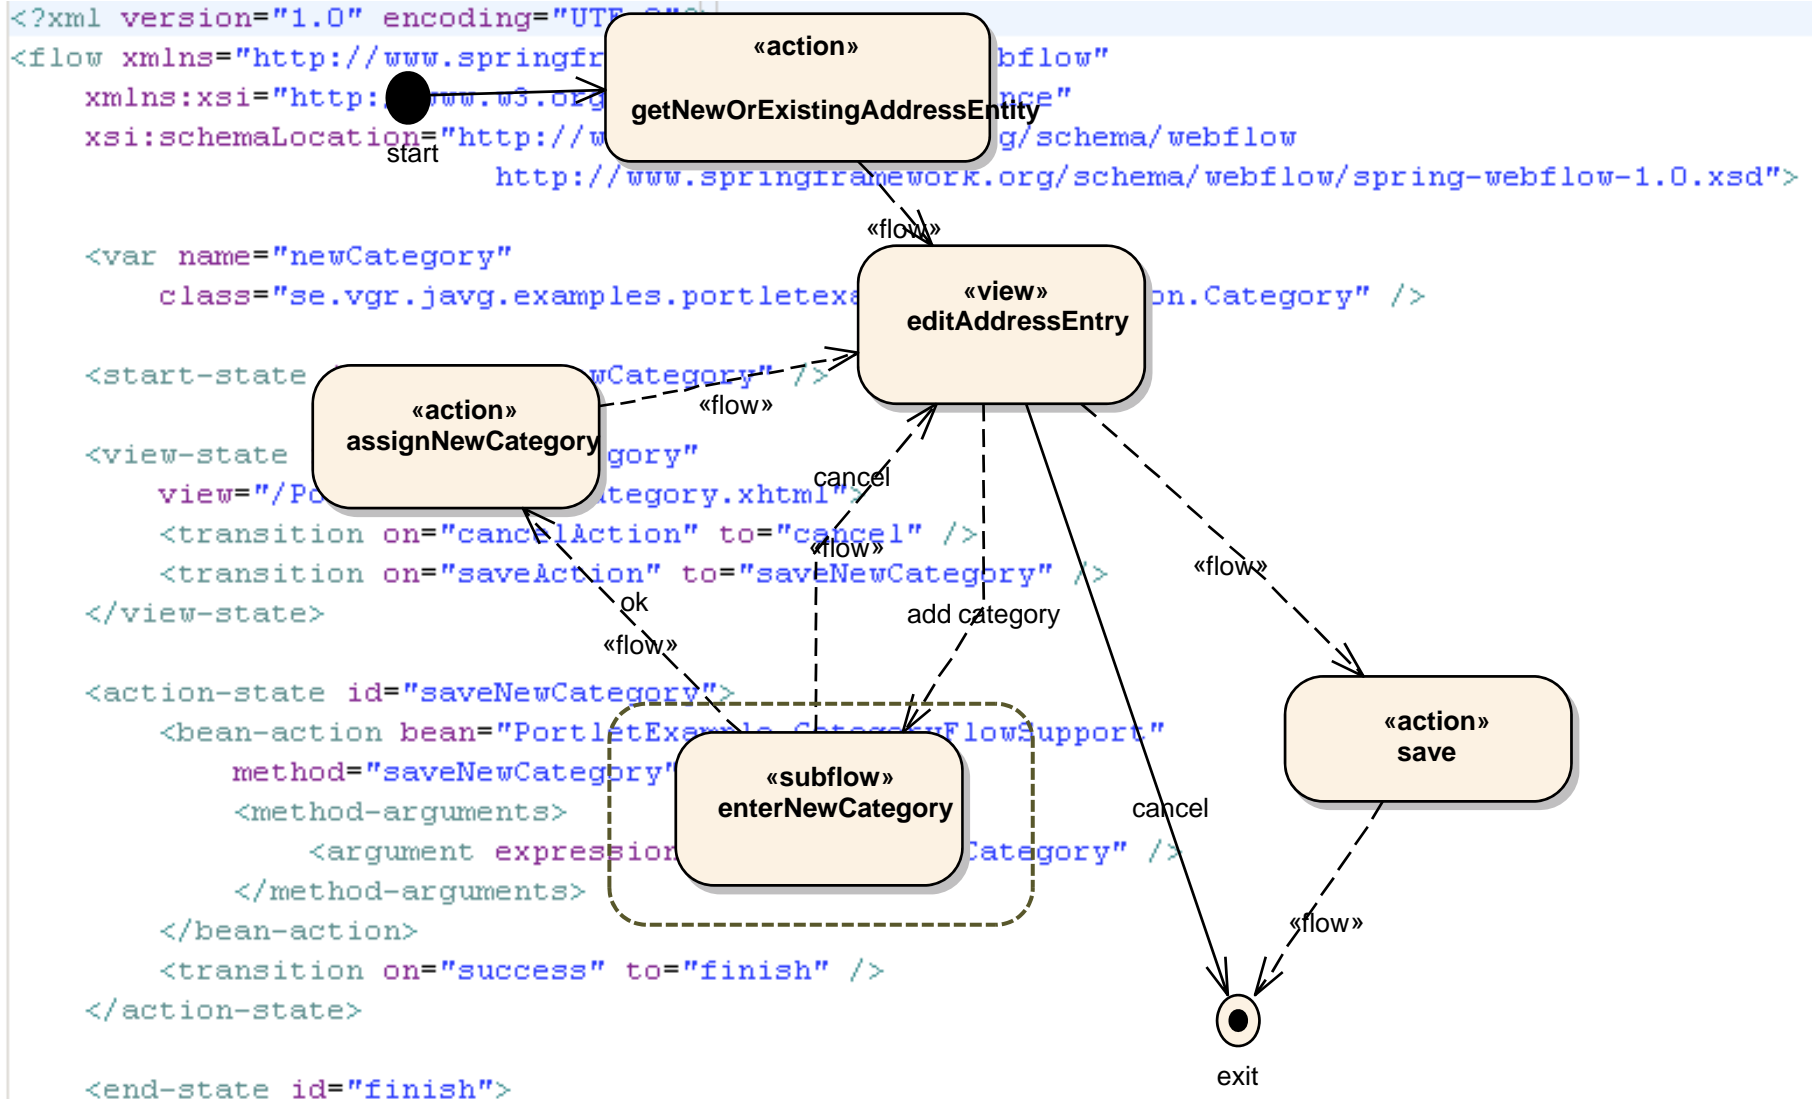 <?xml version="1.0" encoding="UTF
«action»
<flow xmlns="http://www.springfr bflow"
xmlns:xsi="http: www.w3.org nce"
getNewOrExistingAddressEntity
xsi:schemaLocation="http://w g/schema/webflow
start
http://www.springframework.org/schema/webflow/spring-webflow-1.0.xsd">
«flow»
<var name="newCategory"
class="se.vgr.javg.examples.portletexa on.Category" />
«view»
editAddressEntry
<start-state wCategory" />
«flow»
«action»
assignNewCategory
<view-state gory"
cancel
view="/Po ategory.xhtml">
<transition on="cancelAction" to="cancel" />
«flow»
<transition on="saveAction" to="saveNewCategory" />
«flow»
ok
add category
</view-state>
«flow»
<action-state id="saveNewCategory">
<bean-action bean="PortletExample.CategoryFlowSupport"
«action»
save
method="saveNewCategory"
«subflow»
enterNewCategory
<method-arguments>
cancel
<argument expression Category" />
</method-arguments>
</bean-action>
«flow»
<transition on="success" to="finish" />
</action-state>
exit
<end-state id="finish">